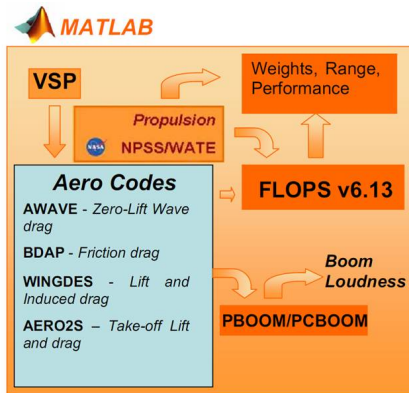 MATLAB
VSP
Weights, Range,
Performance
Propulsion
NPSS/WATE
NASA
Aero Codes
AWAVE - Zero-Lift Wave
drag
BDAP - Friction drag
WINGDES - Lift and
Induced drag
AERO2S – Take-off Lift
and drag
FLOPS v6.13
Boom
Loudness
PBOOM/PCBOOM